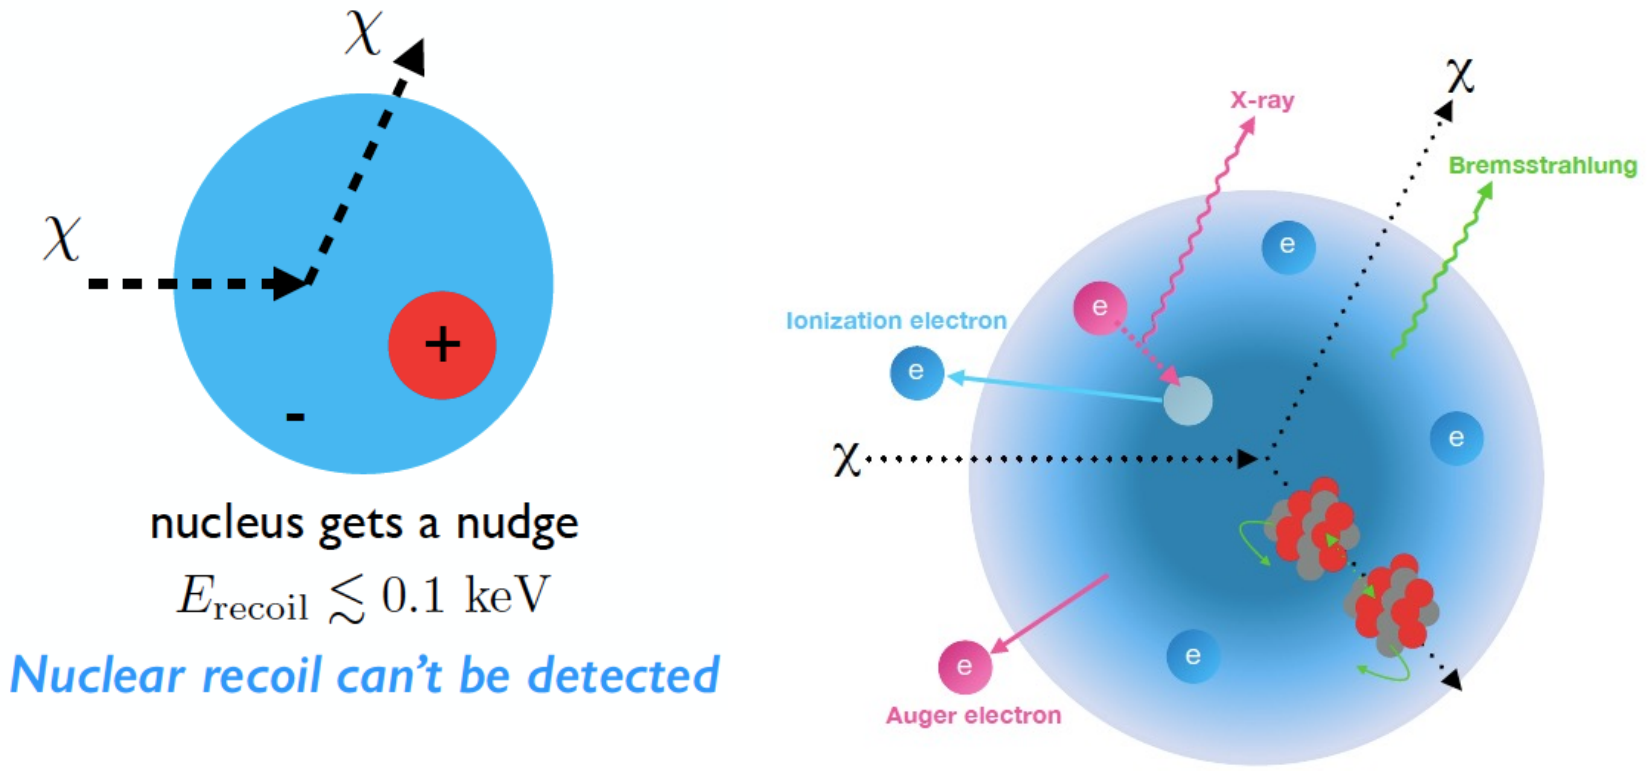 χ
χ
+
-
nucleus gets a nudge
E_recoil ≲ 0.1 keV
Nuclear recoil can't be detected
χ
X-ray
Bremsstrahlung
e
e
Ionization electron
e
e
χ
e
e
Auger electron